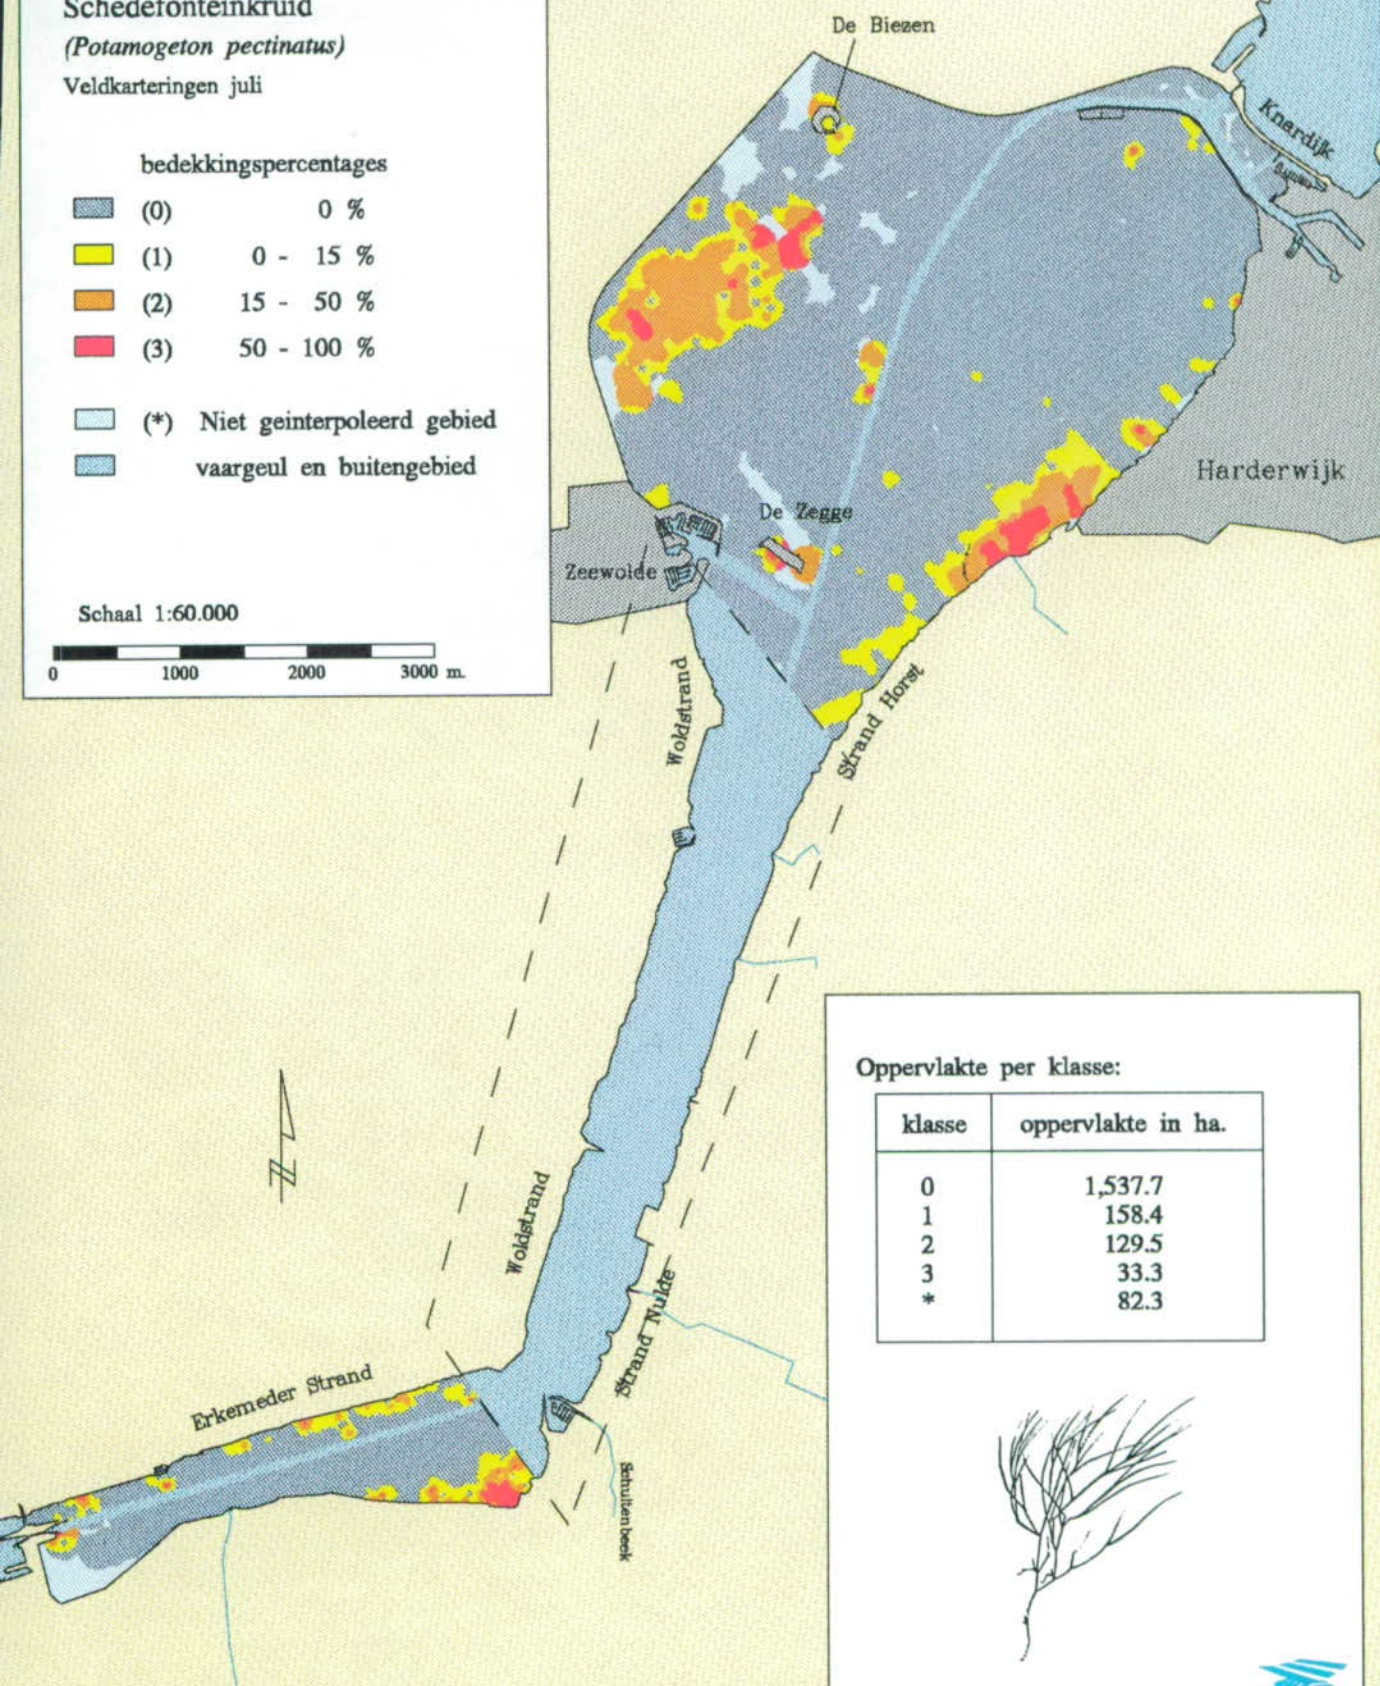 Schedefonteinkruid
(Potamogeton pectinatus)
Veldkarteringen juli
bedekkingspercentages
(0) 0 %
(1) 0 - 15 %
(2) 15 - 50 %
(3) 50 - 100 %
(*) Niet geinterpoleerd gebied
vaargeul en buitengebied
Schaal 1:60.000
0 1000 2000 3000 m.
De Biezen
Knardijk
Harderwijk
De Zegge
Zeewolde
Woldstrand
Strand Horst
Woldstrand
Strand Nulde
Erkemeder Strand
Schuitenbeek
Oppervlakte per klasse:
klasse oppervlakte in ha.
0 1,537.7
1 158.4
2 129.5
3 33.3
* 82.3